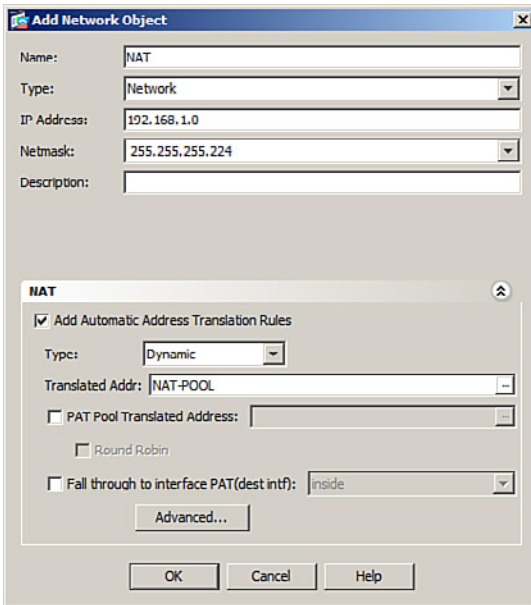 Add Network Object
Name: NAT
Type: Network
IP Address: 192.168.1.0
Netmask: 255.255.255.224
Description:
NAT
Add Automatic Address Translation Rules
Type: Dynamic
Translated Addr: NAT-POOL ...
PAT Pool Translated Address: ...
Round Robin
Fall through to interface PAT(dest intf): inside
Advanced...
OK Cancel Help